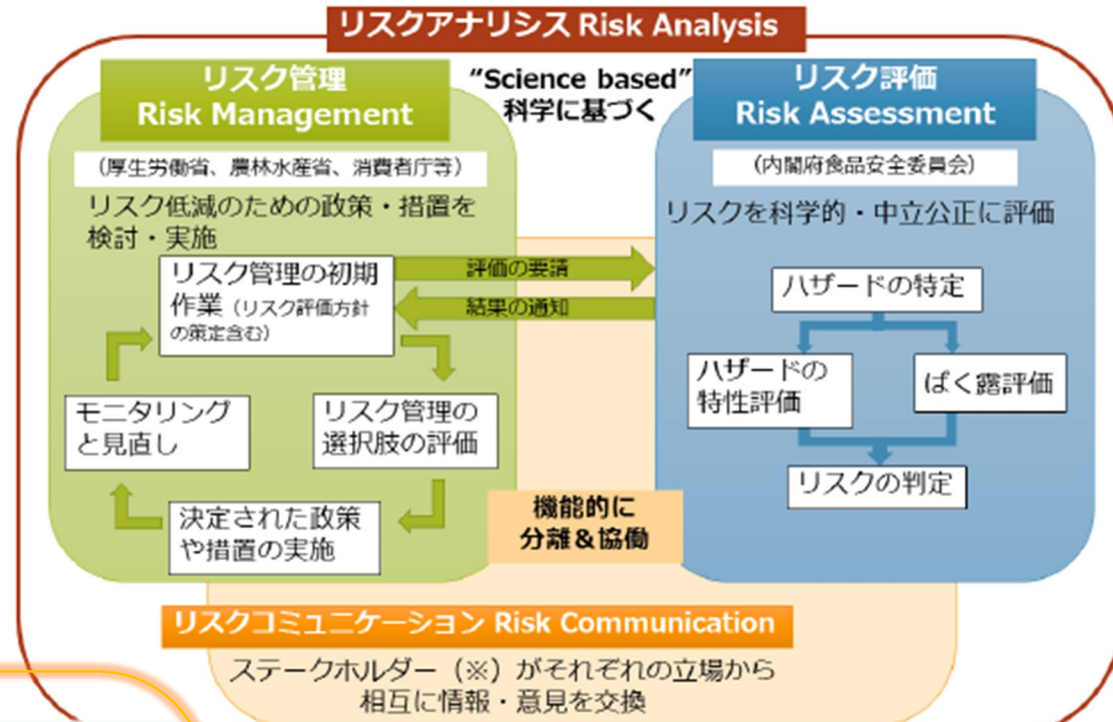 リスクアナリシス Risk Analysis
リスク管理
Risk Management
“Science based”
科学に基づく
リスク評価
Risk Assessment
（厚生労働省、農林水産省、消費者庁等）
リスク低減のための政策・措置を
検討・実施
（内閣府食品安全委員会）
リスクを科学的・中立公正に評価
リスク管理の初期
作業（リスク評価方針
の策定含む）
評価の要請
結果の通知
リスク管理の
選択肢の評価
決定された政策
や措置の実施
モニタリング
と見直し
ハザードの特定
ハザードの
特性評価
ばく露評価
リスクの判定
機能的に
分離＆協働
リスクコミュニケーション Risk Communication
ステークホルダー（※）がそれぞれの立場から
相互に情報・意見を交換